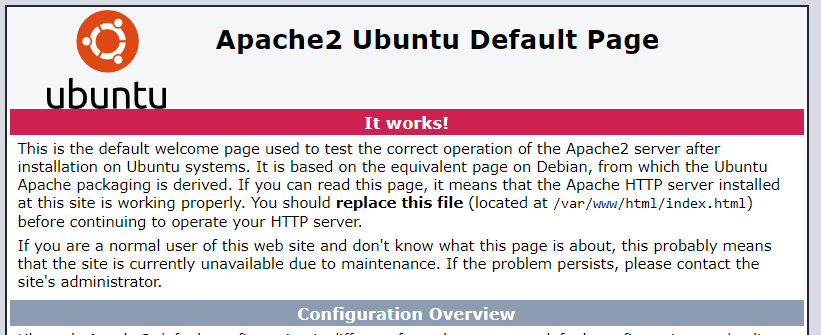 Apache2 Ubuntu Default Page
ubuntu
It works!
This is the default welcome page used to test the correct operation of the Apache2 server after
installation on Ubuntu systems. It is based on the equivalent page on Debian, from which the Ubuntu
Apache packaging is derived. If you can read this page, it means that the Apache HTTP server installed
at this site is working properly. You should replace this file (located at /var/www/html/index.html)
before continuing to operate your HTTP server.
If you are a normal user of this web site and don't know what this page is about, this probably means
that the site is currently unavailable due to maintenance. If the problem persists, please contact the
site's administrator.
Configuration Overview